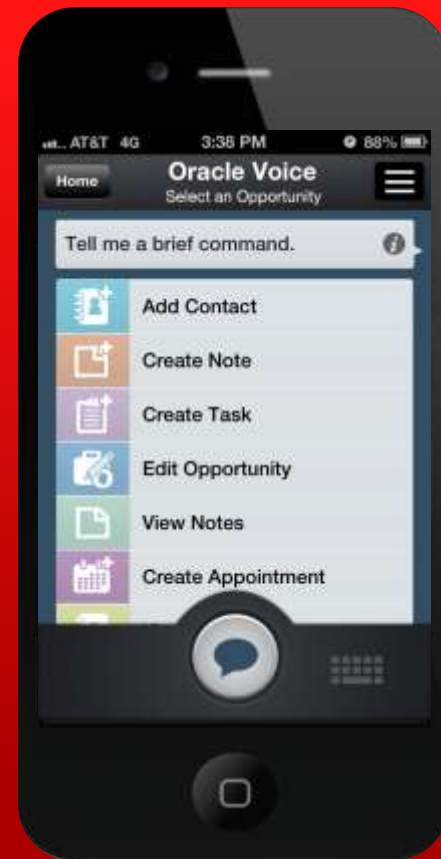 AT&T 4G 3:38 PM 88%
Home
Oracle Voice
Select an Opportunity
Tell me a brief command.
Add Contact
Create Note
Create Task
Edit Opportunity
View Notes
Create Appointment